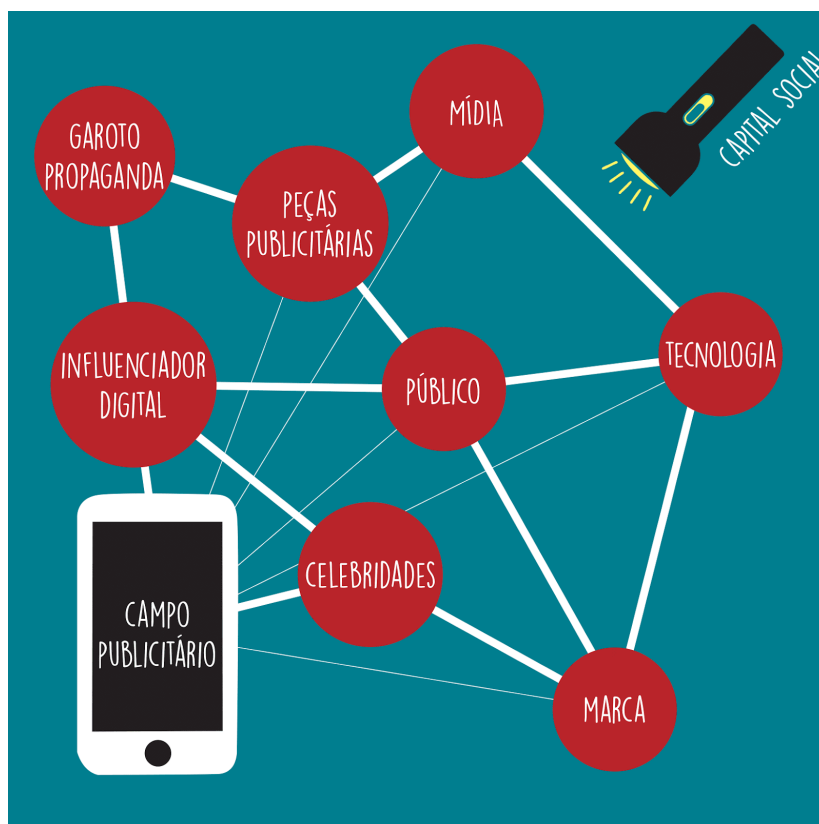 MÍDIA
CAPITAL SOCIAL
GAROTO
PROPAGANDA
PEÇAS
PUBLICITÁRIAS
INFLUENCIADOR
DIGITAL
PÚBLICO
TECNOLOGIA
CELEBRIDADES
CAMPO
PUBLICITÁRIO
MARCA